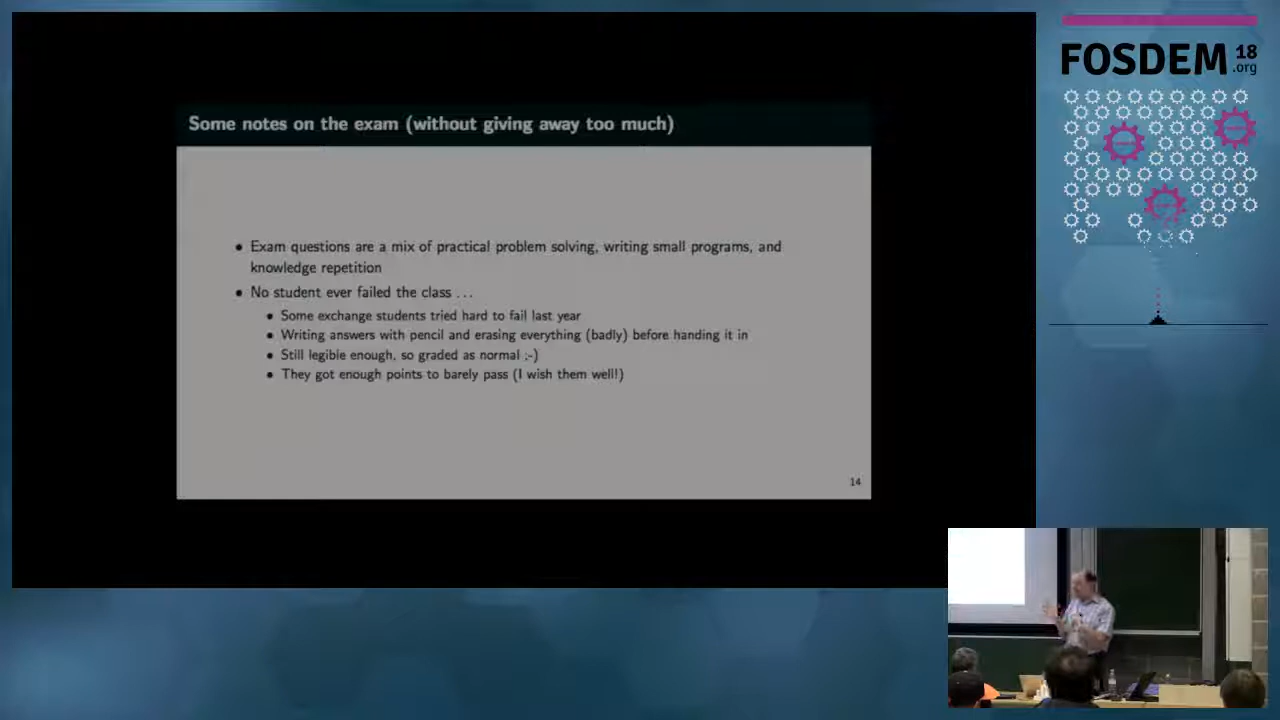 Some notes on the exam (without giving away too much)
• Exam questions are a mix of practical problem solving, writing small programs, and
knowledge repetition
• No student ever failed the class ...
• Some exchange students tried hard to fail last year
• Writing answers with pencil and erasing everything (badly) before handing it in
• Still legible enough, so graded as normal ;-)
• They got enough points to barely pass (I wish them well!)
14
FOSDEM 18
.org